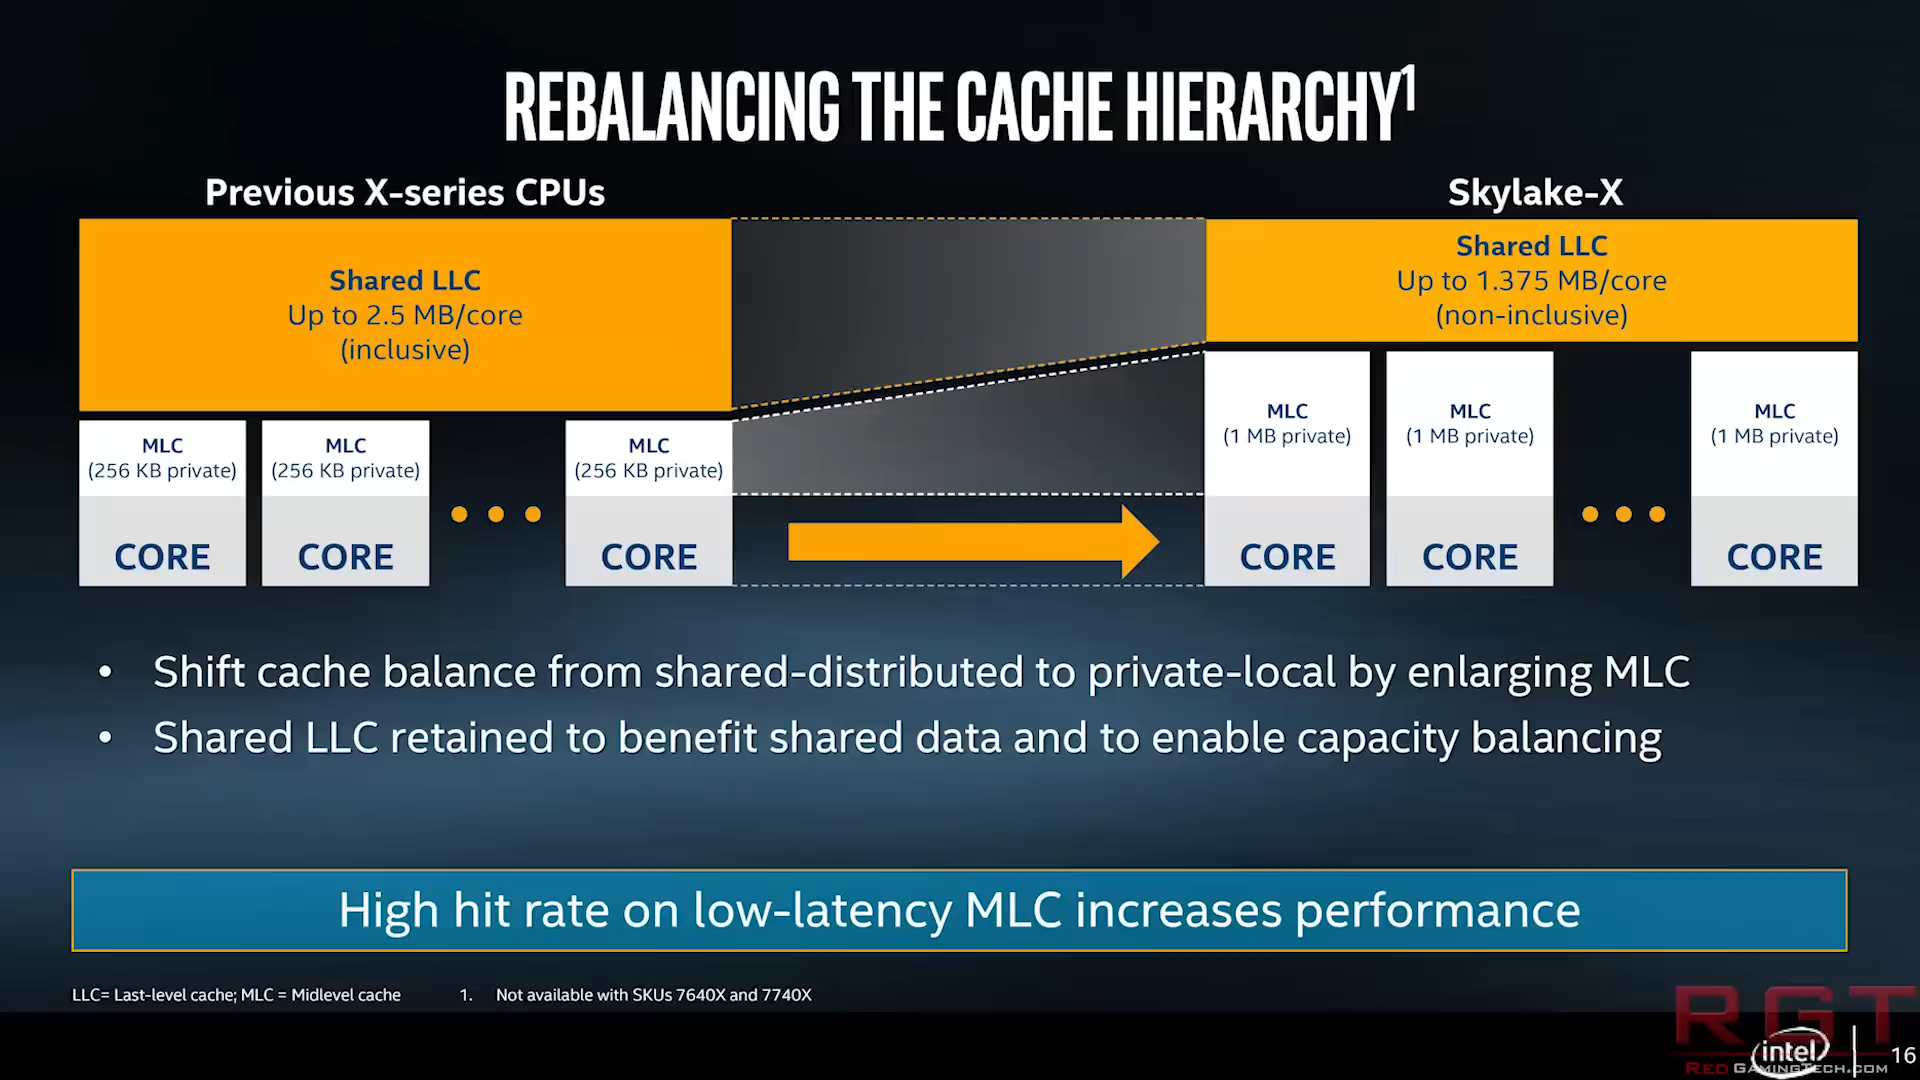 REBALANCING THE CACHE HIERARCHY1
Previous X-series CPUs
Skylake-X
Shared LLC
Up to 2.5 MB/core
(inclusive)
Shared LLC
Up to 1.375 MB/core
(non-inclusive)
MLC
(256 KB private)
CORE
MLC
(256 KB private)
CORE
MLC
(256 KB private)
CORE
MLC
(1 MB private)
CORE
MLC
(1 MB private)
CORE
MLC
(1 MB private)
CORE
• Shift cache balance from shared-distributed to private-local by enlarging MLC
• Shared LLC retained to benefit shared data and to enable capacity balancing
High hit rate on low-latency MLC increases performance
LLC= Last-level cache; MLC = Midlevel cache
1. Not available with SKUs 7640X and 7740X
RGT
intel
16
REDGAMINGTECH.COM